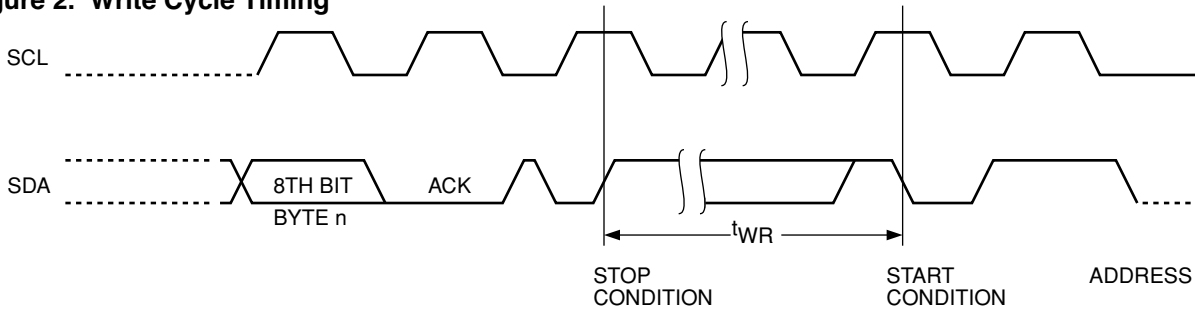 gure 2. Write Cycle Timing
SCL
SDA
8TH BIT
BYTE n
ACK
tWR
STOP
CONDITION
START
CONDITION
ADDRESS